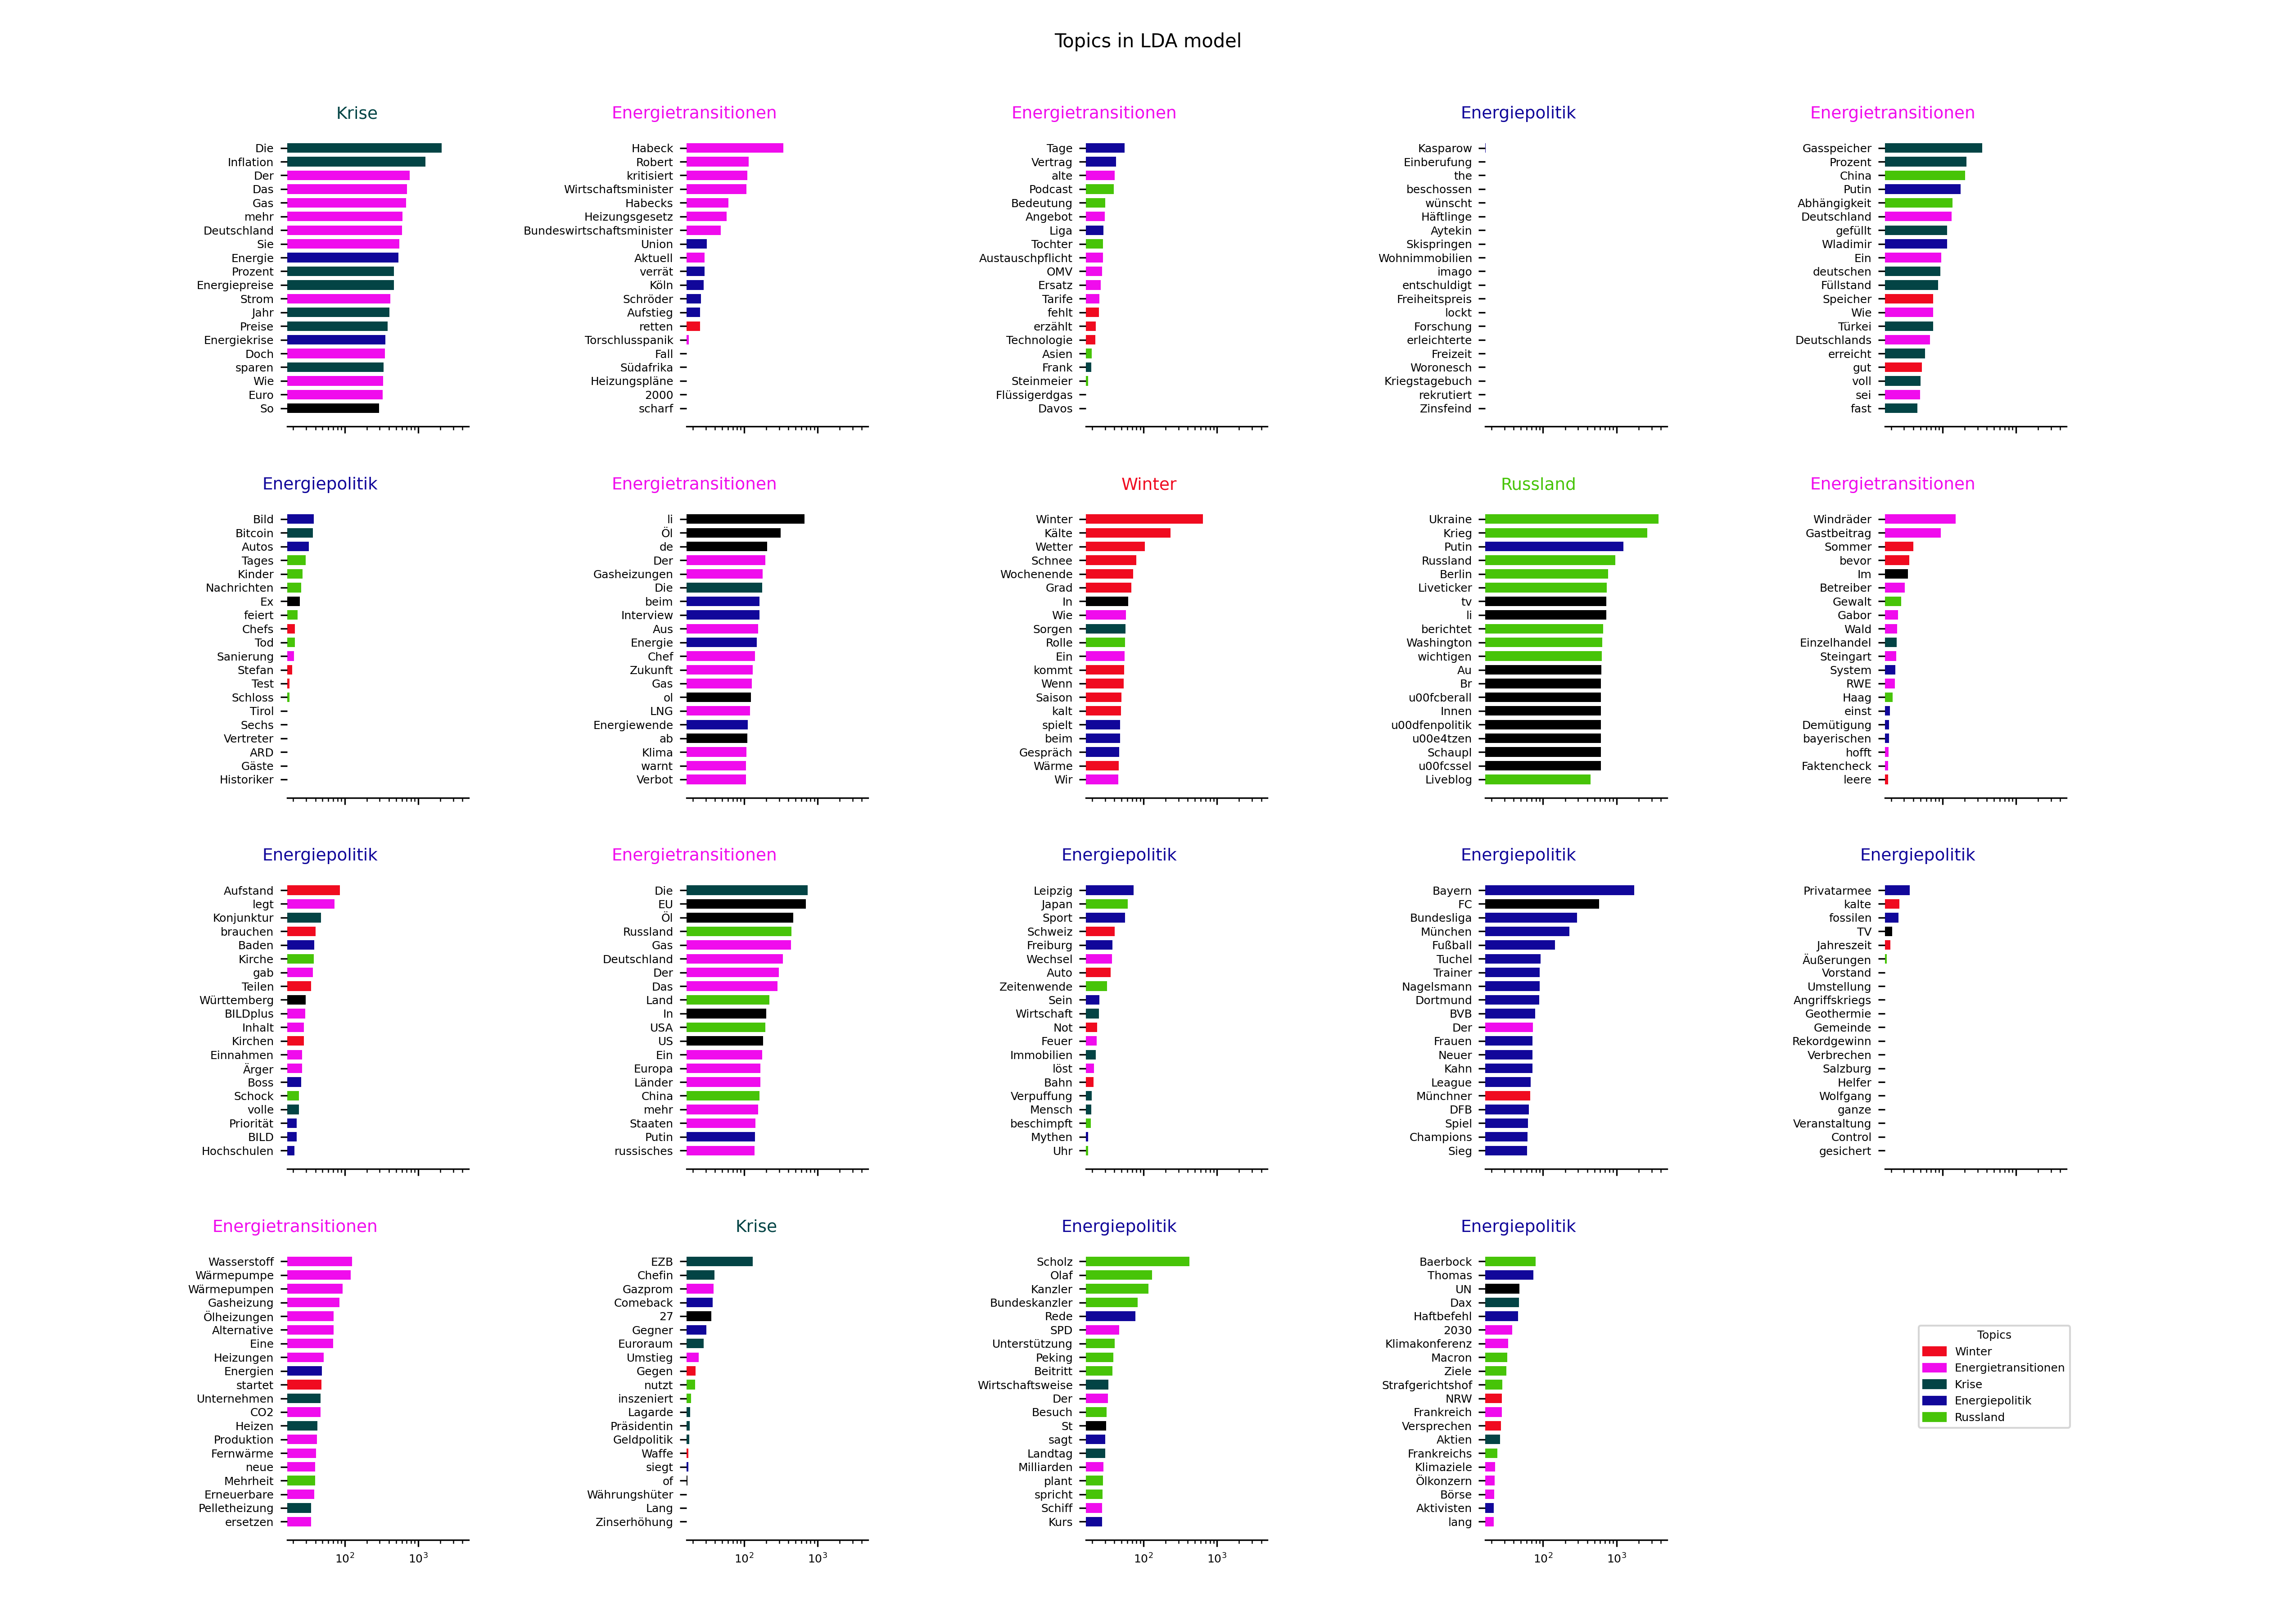 Topics in LDA model
Krise
Die
Inflation
Der
Das
Gas
mehr
Deutschland
Sie
Energie
Prozent
Energiepreise
Strom
Jahr
Preise
Energiekrise
Doch
sparen
Wie
Euro
So
Energietransitionen
Habeck
Robert
kritisiert
Wirtschaftsminister
Habecks
Heizungsgesetz
Bundeswirtschaftsminister
Union
Aktuell
verrät
Köln
Schröder
Aufstieg
retten
Torschlusspanik
Fall
Südafrika
Heizungspläne
2000
scharf
Energietransitionen
Tage
Vertrag
alte
Podcast
Bedeutung
Angebot
Liga
Tochter
Austauschpflicht
OMV
Ersatz
Tarife
fehlt
erzählt
Technologie
Asien
Frank
Steinmeier
Flüssigerdgas
Davos
Energiepolitik
Kasparow
Einberufung
the
beschossen
wünscht
Häftlinge
Aytekin
Skispringen
Wohnimmobilien
imago
entschuldigt
Freiheitspreis
lockt
Forschung
erleichterte
Freizeit
Woronesch
Kriegstagebuch
rekrutiert
Zinsfeind
Energietransitionen
Gasspeicher
Prozent
China
Putin
Abhängigkeit
Deutschland
gefüllt
Wladimir
Ein
deutschen
Füllstand
Speicher
Wie
Türkei
Deutschlands
erreicht
gut
voll
sei
fast
Energiepolitik
Bild
Bitcoin
Autos
Tages
Kinder
Nachrichten
Ex
feiert
Chefs
Tod
Sanierung
Stefan
Test
Schloss
Tirol
Sechs
Vertreter
ARD
Gäste
Historiker
Energietransitionen
li
Öl
de
Der
Gasheizungen
Die
beim
Interview
Aus
Energie
Chef
Zukunft
Gas
ol
LNG
Energiewende
ab
Klima
warnt
Verbot
Winter
Winter
Kälte
Wetter
Schnee
Wochenende
Grad
In
Wie
Sorgen
Rolle
Ein
kommt
Wenn
Saison
kalt
spielt
beim
Gespräch
Wärme
Wir
Russland
Ukraine
Krieg
Putin
Russland
Berlin
Liveticker
tv
li
berichtet
Washington
wichtigen
Au
Br
u00fcberall
Innen
u00dfenpolitik
u00e4tzen
Schaupl
u00fcssel
Liveblog
Energietransitionen
Windräder
Gastbeitrag
Sommer
bevor
Im
Betreiber
Gewalt
Gabor
Wald
Einzelhandel
Steingart
System
RWE
Haag
einst
Demütigung
bayerischen
hofft
Faktencheck
leere
Energiepolitik
Aufstand
legt
Konjunktur
brauchen
Baden
Kirche
gab
Teilen
Württemberg
BILDplus
Inhalt
Kirchen
Einnahmen
Ärger
Boss
Schock
volle
Priorität
BILD
Hochschulen
Energietransitionen
Die
EU
Öl
Russland
Gas
Deutschland
Der
Das
Land
In
USA
US
Ein
Europa
Länder
China
mehr
Staaten
Putin
russisches
Energiepolitik
Leipzig
Japan
Sport
Schweiz
Freiburg
Wechsel
Auto
Zeitenwende
Sein
Wirtschaft
Not
Feuer
Immobilien
löst
Bahn
Verpuffung
Mensch
beschimpft
Mythen
Uhr
Energiepolitik
Bayern
FC
Bundesliga
München
Fußball
Tuchel
Trainer
Nagelsmann
Dortmund
BVB
Der
Frauen
Neuer
Kahn
League
Münchner
DFB
Spiel
Champions
Sieg
Energiepolitik
Privatarmee
kalte
fossilen
TV
Jahreszeit
Äußerungen
Vorstand
Umstellung
Angriffskriegs
Geothermie
Gemeinde
Rekordgewinn
Verbrechen
Salzburg
Helfer
Wolfgang
ganze
Veranstaltung
Control
gesichert
Energietransitionen
Wasserstoff
Wärmepumpe
Wärmepumpen
Gasheizung
Ölheizungen
Alternative
Eine
Heizungen
Energien
startet
Unternehmen
CO2
Heizen
Produktion
Fernwärme
neue
Mehrheit
Erneuerbare
Pelletheizung
ersetzen
10² 10³
Krise
EZB
Chefin
Gazprom
Comeback
27
Gegner
Euroraum
Umstieg
Gegen
nutzt
inszeniert
Lagarde
Präsidentin
Geldpolitik
Waffe
siegt
of
Währungshüter
Lang
Zinserhöhung
10² 10³
Energiepolitik
Scholz
Olaf
Kanzler
Bundeskanzler
Rede
SPD
Unterstützung
Peking
Beitritt
Wirtschaftsweise
Der
Besuch
St
sagt
Landtag
Milliarden
plant
spricht
Schiff
Kurs
10² 10³
Energiepolitik
Baerbock
Thomas
UN
Dax
Haftbefehl
2030
Klimakonferenz
Macron
Ziele
Strafgerichtshof
NRW
Frankreich
Versprechen
Aktien
Frankreichs
Klimaziele
Ölkonzern
Börse
Aktivisten
lang
10² 10³
Topics
Winter
Energietransitionen
Krise
Energiepolitik
Russland